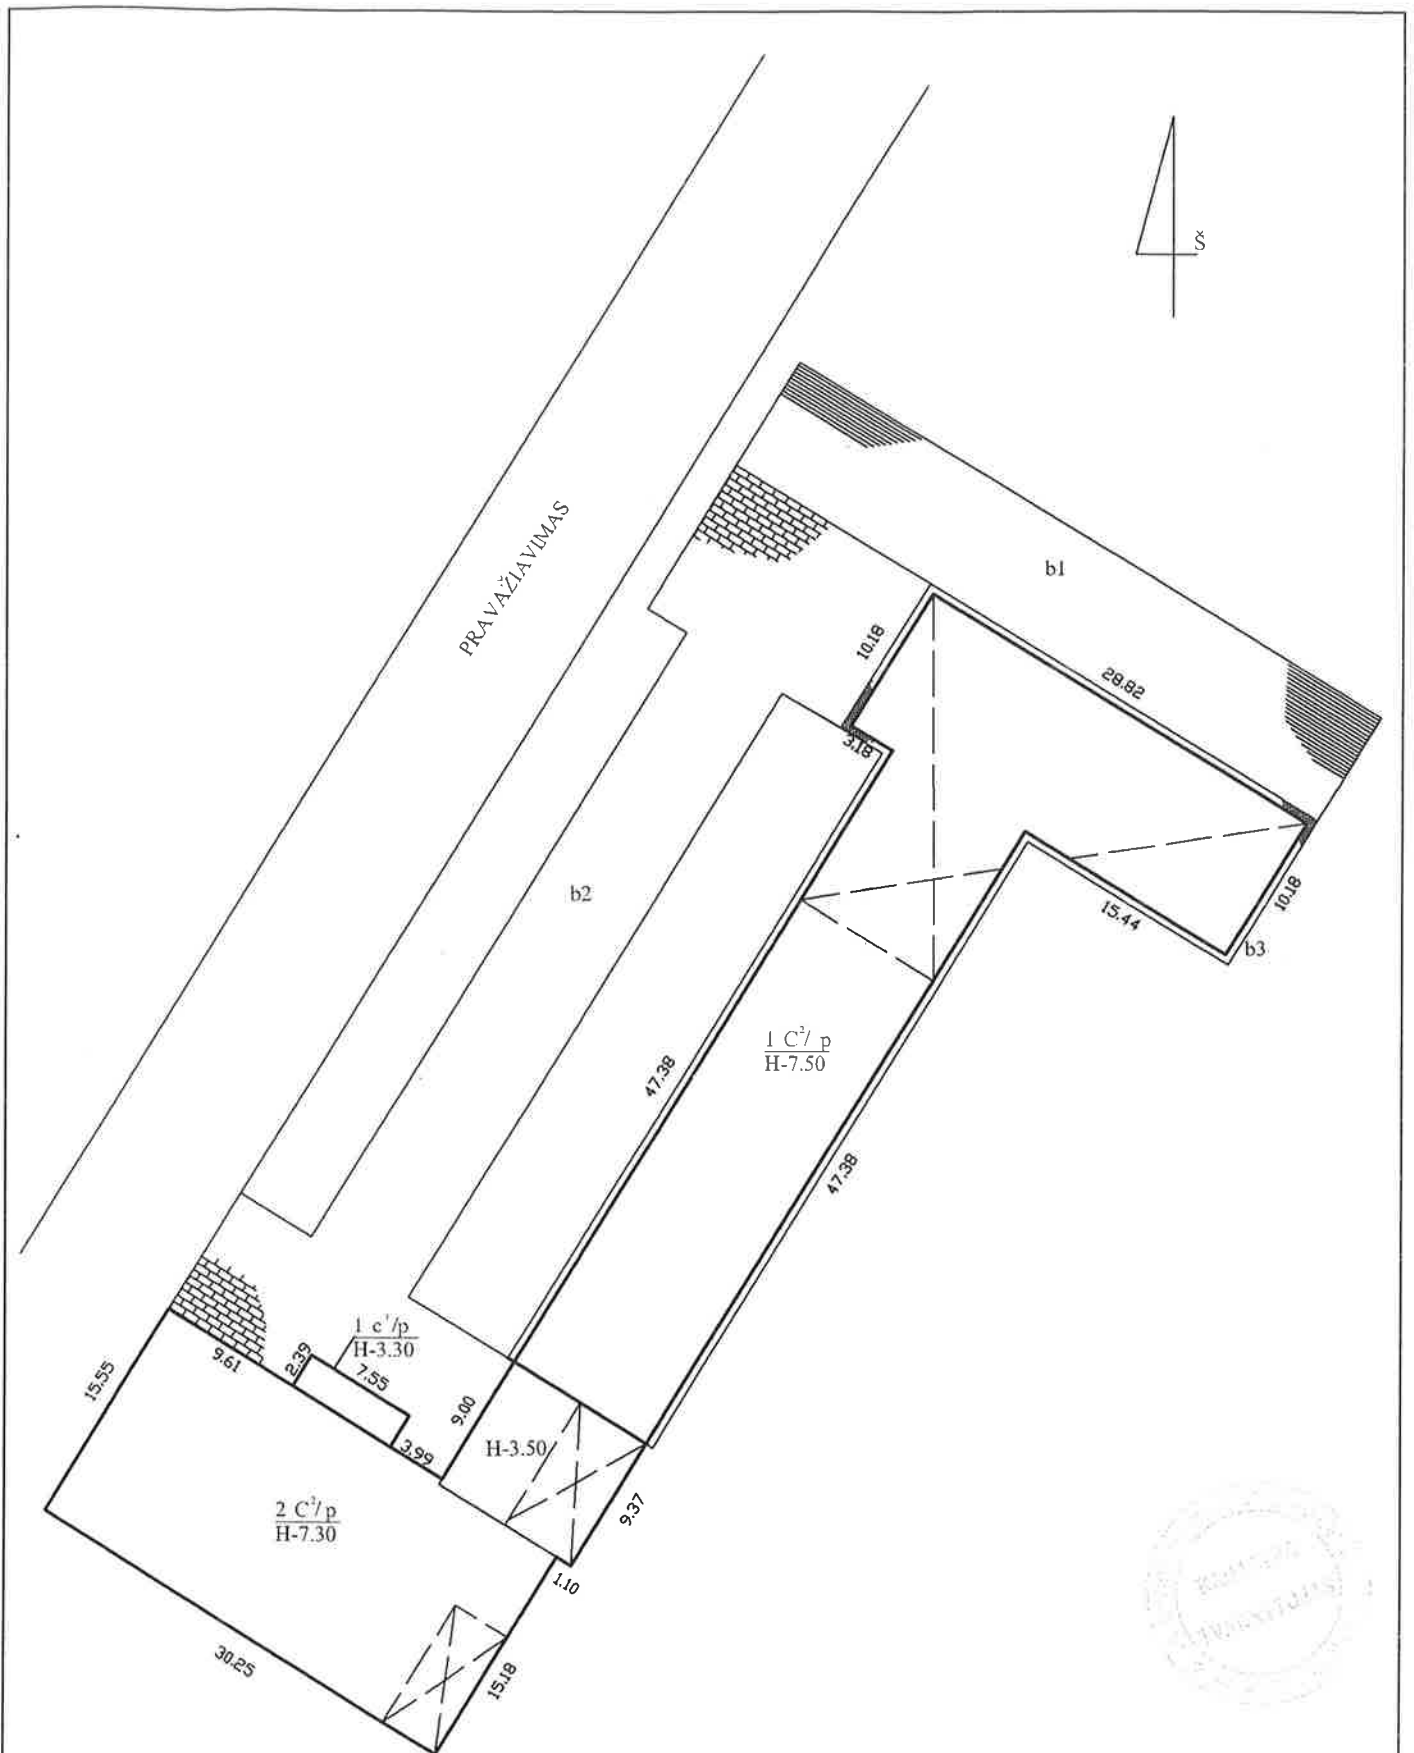 Š
PRAVAŽIAVIMAS
b1
10.18
28.82
3.18
b2
10.18
15.44
b3
1 C²/ p
H-7.50
47.38
47.38
1 c¹/p
H-3.30
9.61
2.39
7.55
15.55
9.00
3.99
H-3.50
9.37
2 C²/ p
H-7.30
1.10
30.25
15.18